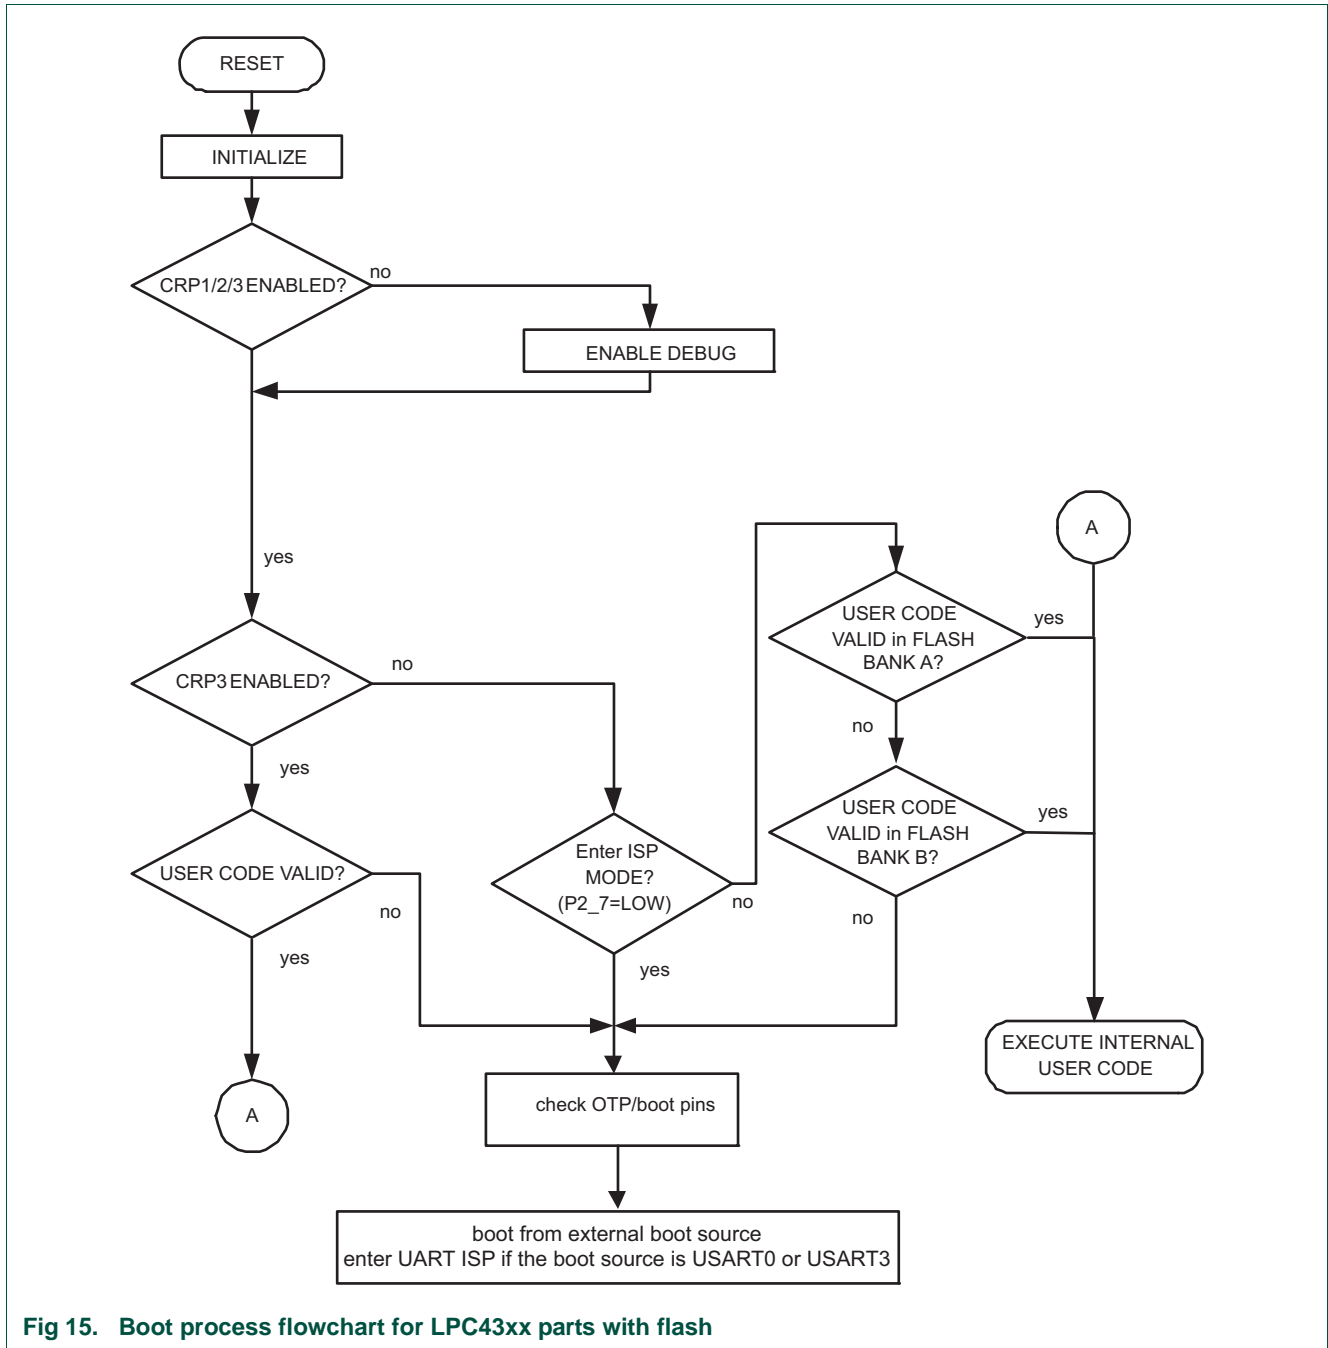 RESET
INITIALIZE
CRP1/2/3 ENABLED?
no
ENABLE DEBUG
yes
CRP3 ENABLED?
no
yes
USER CODE VALID?
no
yes
A
Enter ISP
MODE?
(P2_7=LOW)
no
yes
USER CODE
VALID in FLASH
BANK A?
yes
no
USER CODE
VALID in FLASH
BANK B?
yes
no
A
EXECUTE INTERNAL
USER CODE
check OTP/boot pins
boot from external boot source
enter UART ISP if the boot source is USART0 or USART3
Fig 15. Boot process flowchart for LPC43xx parts with flash